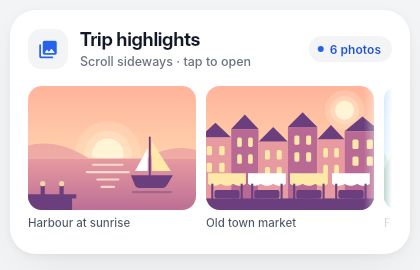 Trip highlights
Scroll sideways · tap to open
6 photos
Harbour at sunrise
Old town market